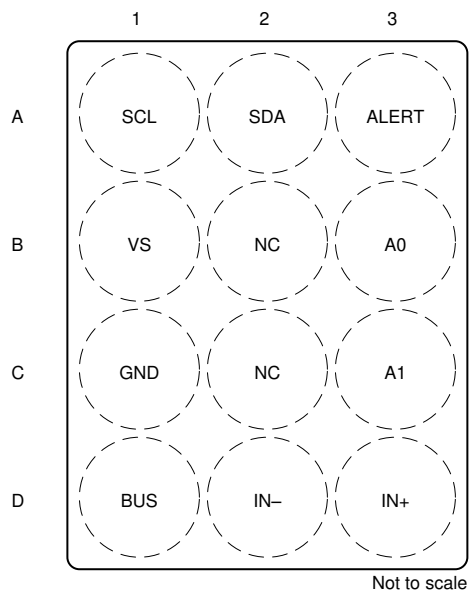 1 2 3
A SCL SDA ALERT
B VS NC A0
C GND NC A1
D BUS IN– IN+
Not to scale